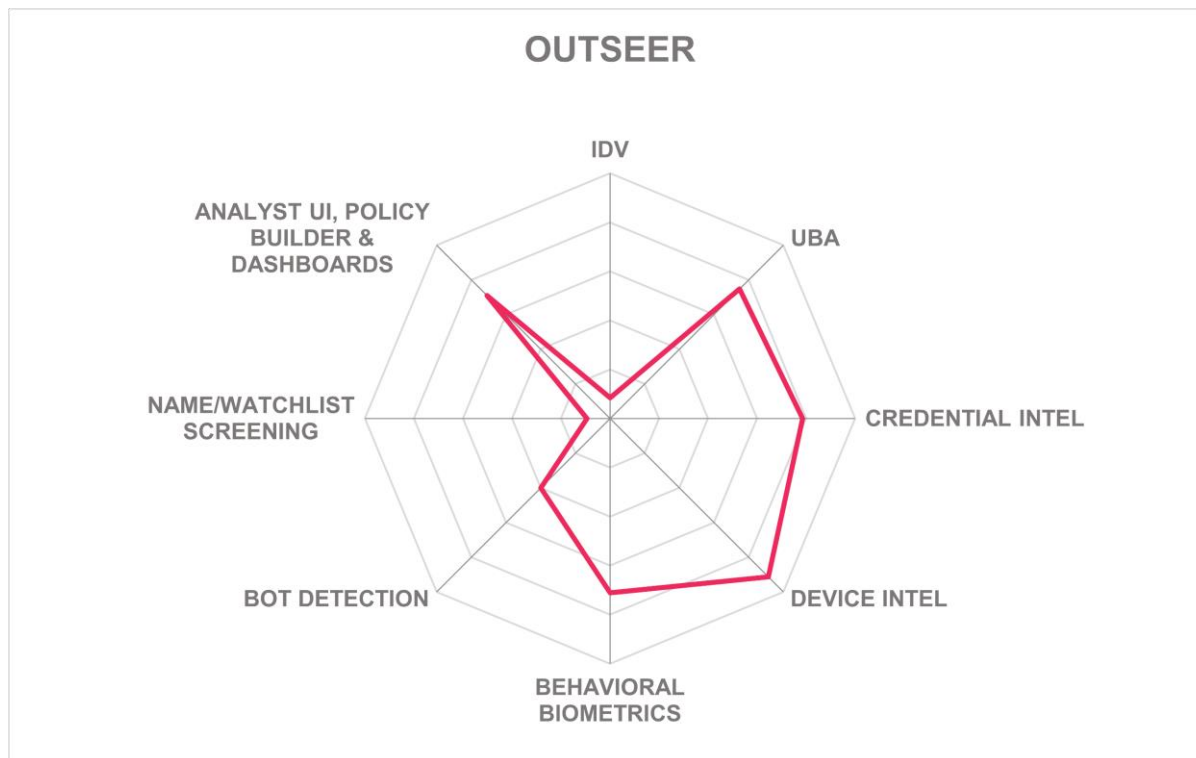 OUTSEER
IDV
ANALYST UI, POLICY
BUILDER &
DASHBOARDS
UBA
NAME/WATCHLIST
SCREENING
CREDENTIAL INTEL
BOT DETECTION
DEVICE INTEL
BEHAVIORAL
BIOMETRICS